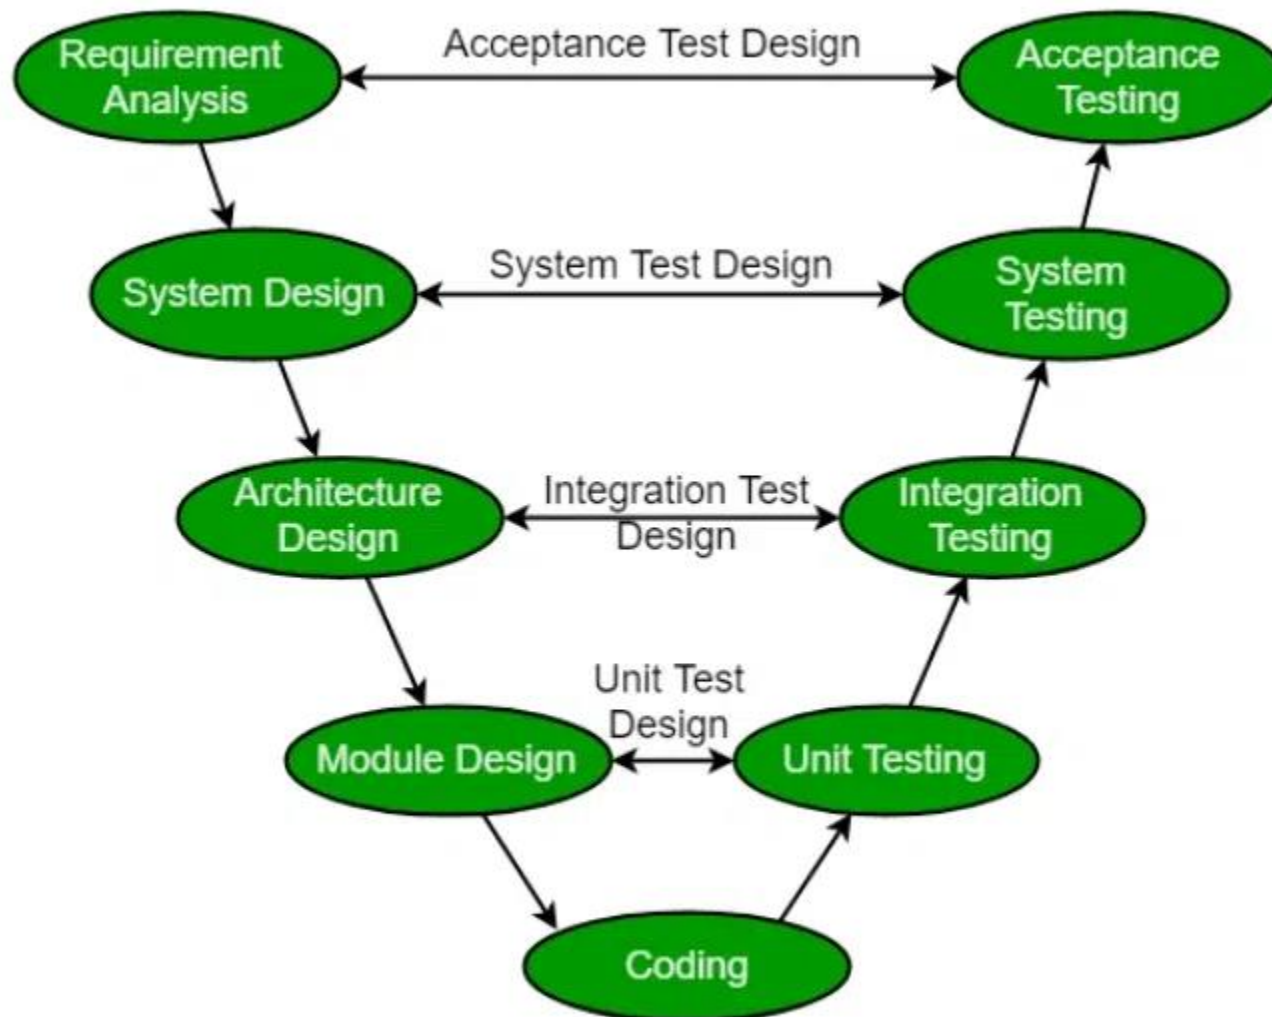 Requirement
Analysis
Acceptance Test Design
Acceptance
Testing
System Design
System Test Design
System
Testing
Architecture
Design
Integration Test
Design
Integration
Testing
Module Design
Unit Test
Design
Unit Testing
Coding